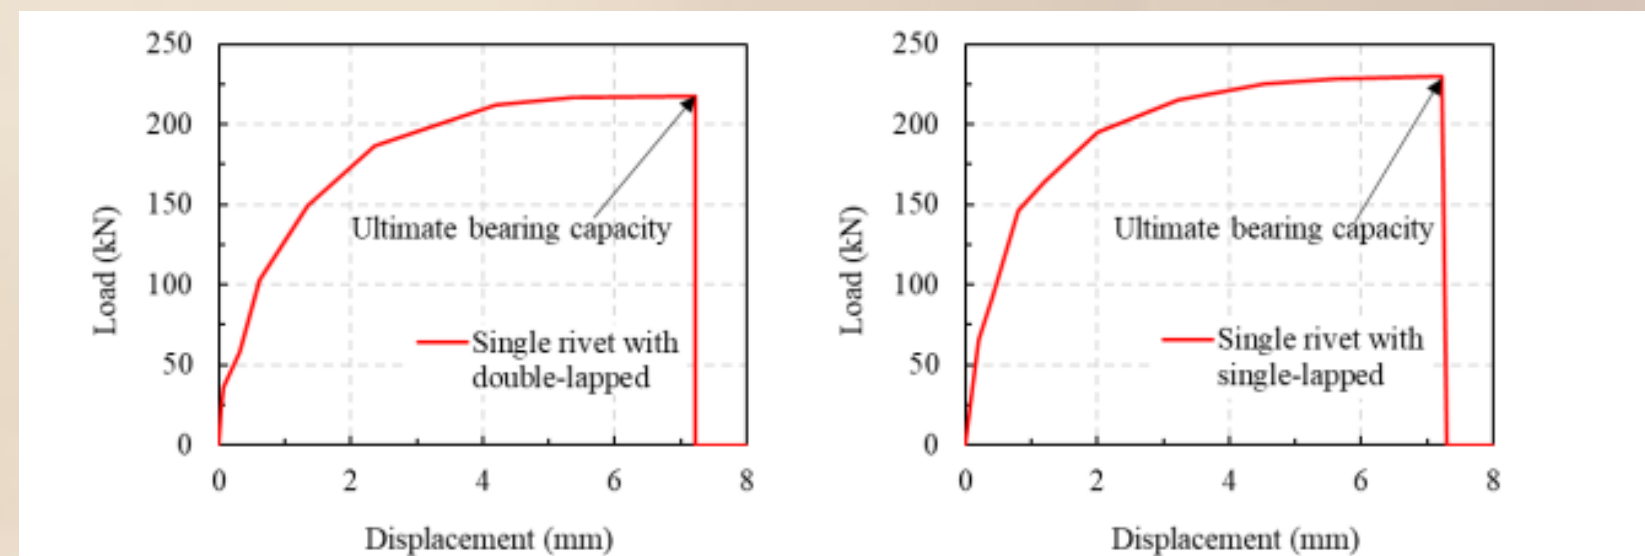 250
200
150
100
50
0
Load (kN)
Ultimate bearing capacity
Single rivet with
double-lapped
0 2 4 6 8
Displacement (mm)
250
200
150
100
50
0
Load (kN)
Ultimate bearing capacity
Single rivet with
single-lapped
0 2 4 6 8
Displacement (mm)